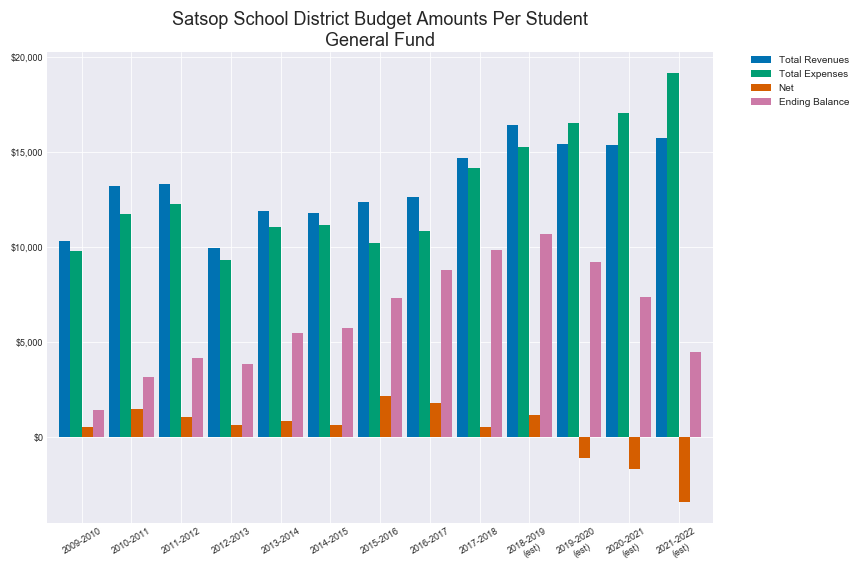 Satsop School District Budget Amounts Per Student
General Fund
Total Revenues
Total Expenses
Net
Ending Balance
$20,000
$15,000
$10,000
$5,000
$0
2009-2010
2010-2011
2011-2012
2012-2013
2013-2014
2014-2015
2015-2016
2016-2017
2017-2018
2018-2019
(est)
2019-2020
(est)
2020-2021
(est)
2021-2022
(est)